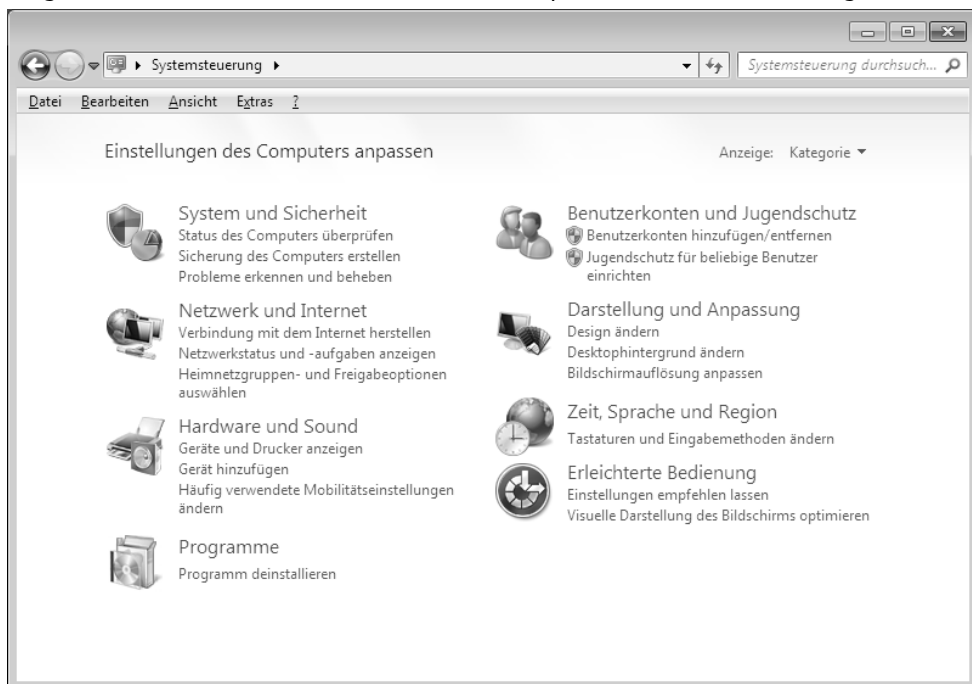 Systemsteuerung
Systemsteuerung durchsuch...
Datei Bearbeiten Ansicht Extras ?
Einstellungen des Computers anpassen
Anzeige: Kategorie
System und Sicherheit
Status des Computers überprüfen
Sicherung des Computers erstellen
Probleme erkennen und beheben
Netzwerk und Internet
Verbindung mit dem Internet herstellen
Netzwerkstatus und -aufgaben anzeigen
Heimnetzgruppen- und Freigabeoptionen
auswählen
Hardware und Sound
Geräte und Drucker anzeigen
Gerät hinzufügen
Häufig verwendete Mobilitätseinstellungen
ändern
Programme
Programm deinstallieren
Benutzerkonten und Jugendschutz
Benutzerkonten hinzufügen/entfernen
Jugendschutz für beliebige Benutzer
einrichten
Darstellung und Anpassung
Design ändern
Desktophintergrund ändern
Bildschirmauflösung anpassen
Zeit, Sprache und Region
Tastaturen und Eingabemethoden ändern
Erleichterte Bedienung
Einstellungen empfehlen lassen
Visuelle Darstellung des Bildschirms optimieren